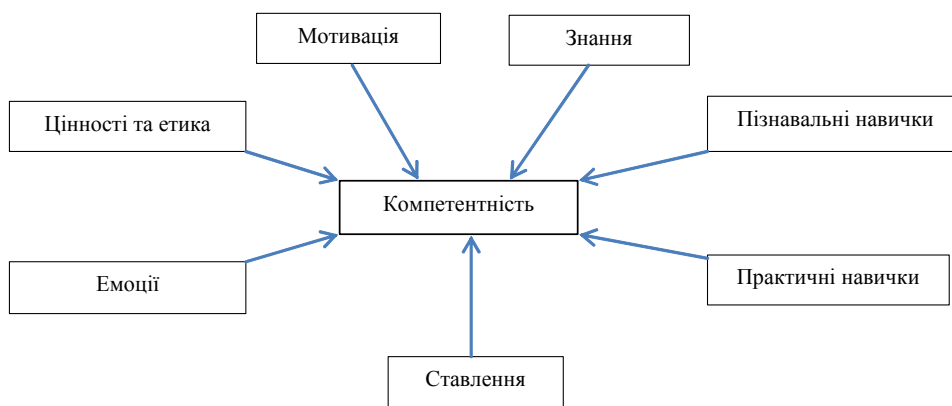 Мотивація
Знання
Цінності та етика
Пізнавальні навички
Компетентність
Емоції
Практичні навички
Ставлення